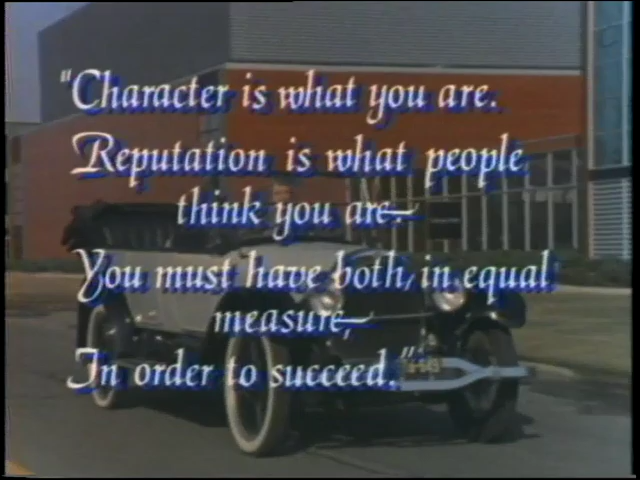 "Character is what you are.
Reputation is what people
think you are—.
You must have both, in equal
measure,—
In order to succeed."